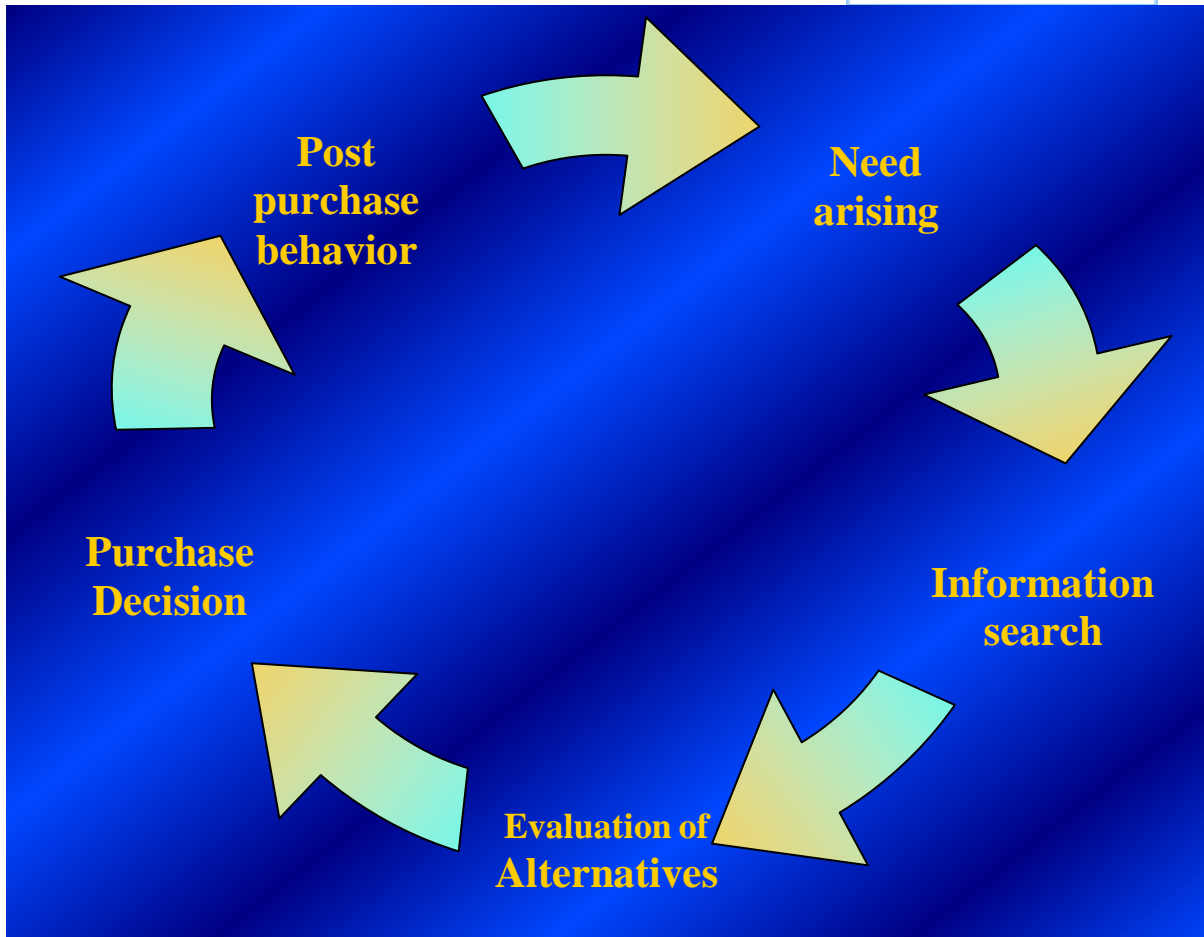 Post
purchase
behavior
Need
arising
Purchase
Decision
Information
search
Evaluation of
Alternatives